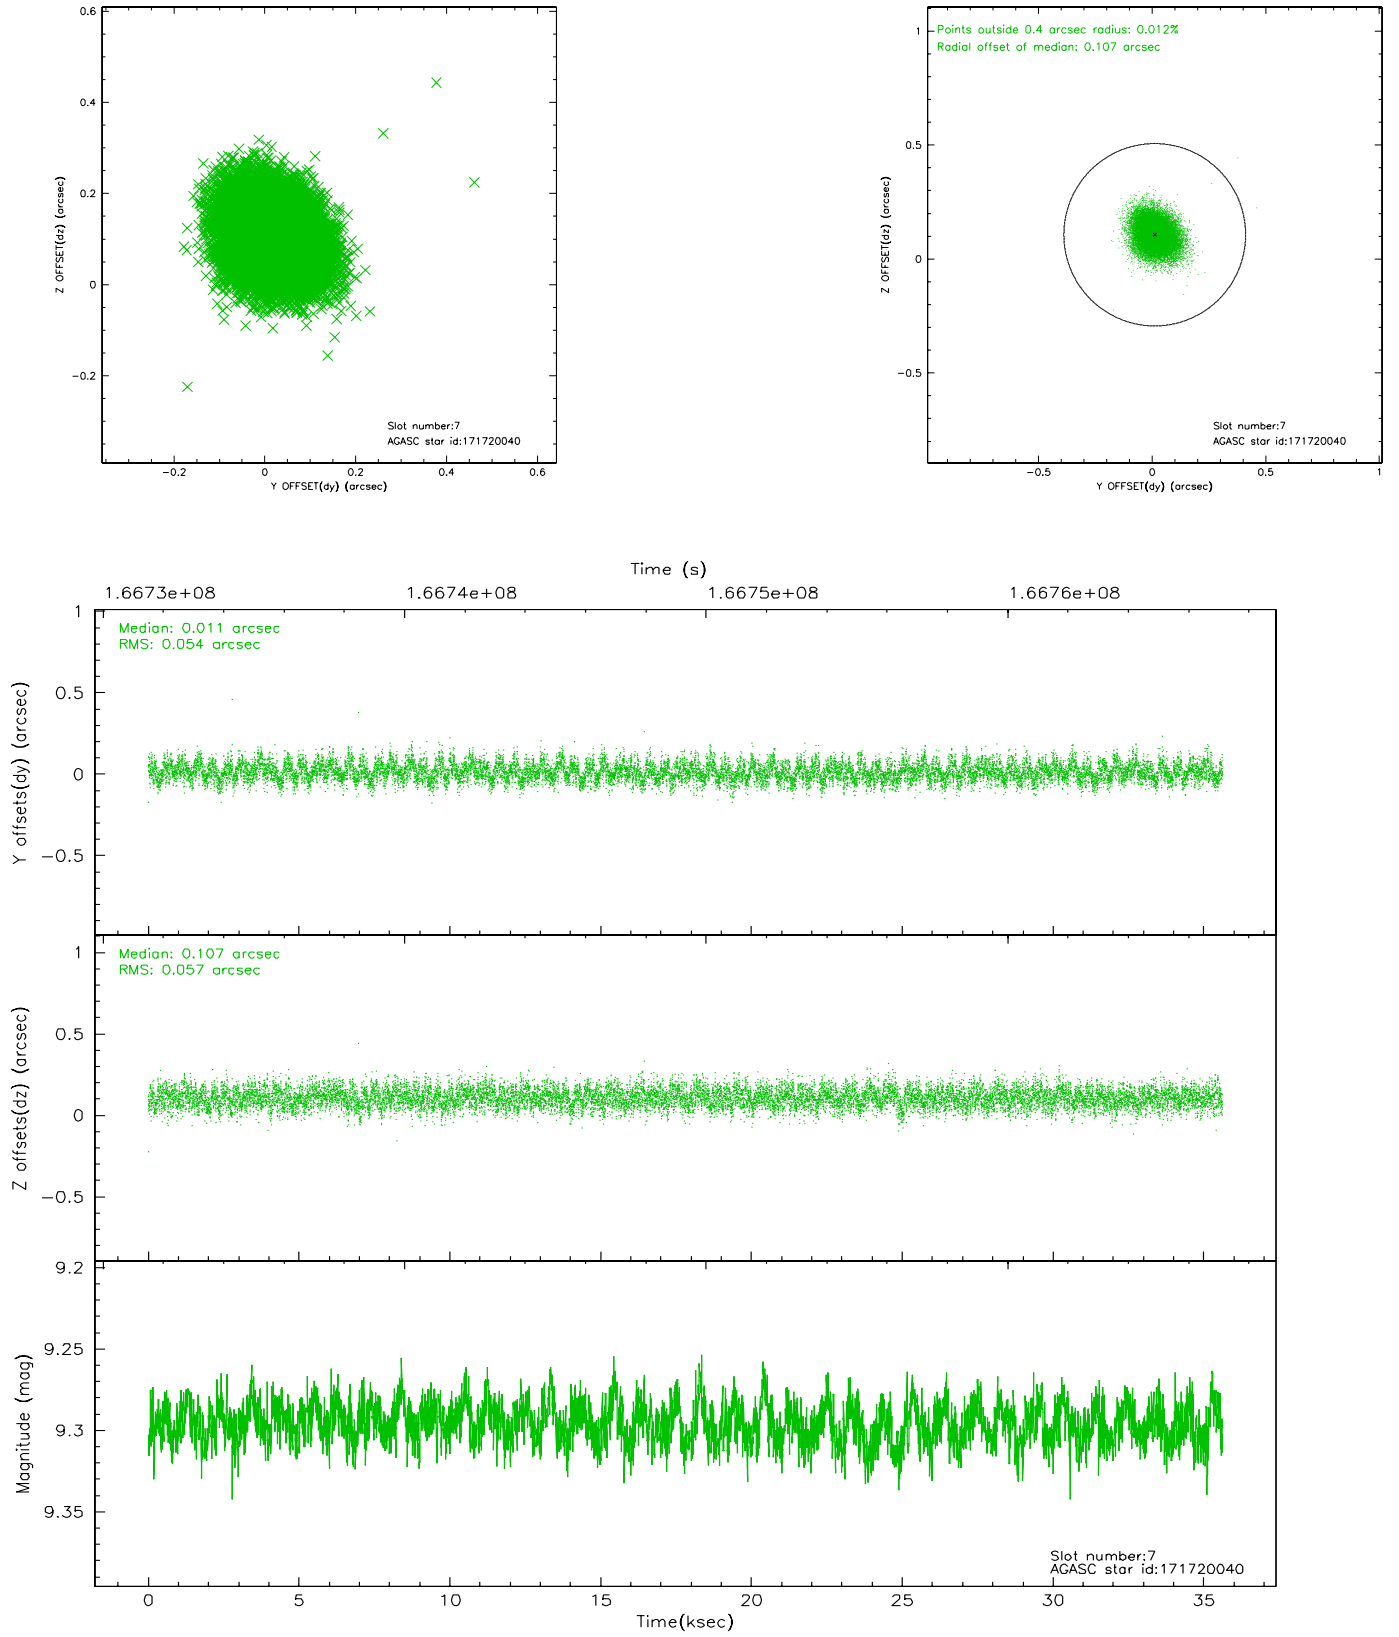 0.6
0.4
0.2
0
−0.2
Z OFFSET(dz) (arcsec)
Slot number:7
AGASC star id:171720040
−0.2 0 0.2 0.4 0.6
Y OFFSET(dy) (arcsec)
Points outside 0.4 arcsec radius: 0.012%
Radial offset of median: 0.107 arcsec
1
0.5
0
−0.5
Z OFFSET(dz) (arcsec)
Slot number:7
AGASC star id:171720040
−0.5 0 0.5 1
Y OFFSET(dy) (arcsec)
Time (s)
1.6673e+08 1.6674e+08 1.6675e+08 1.6676e+08
Median: 0.011 arcsec
RMS: 0.054 arcsec
1
0.5
0
−0.5
Y offsets(dy) (arcsec)
Median: 0.107 arcsec
RMS: 0.057 arcsec
1
0.5
0
−0.5
Z offsets(dz) (arcsec)
9.2
9.25
9.3
9.35
Magnitude (mag)
Slot number:7
AGASC star id:171720040
0 5 10 15 20 25 30 35
Time(ksec)